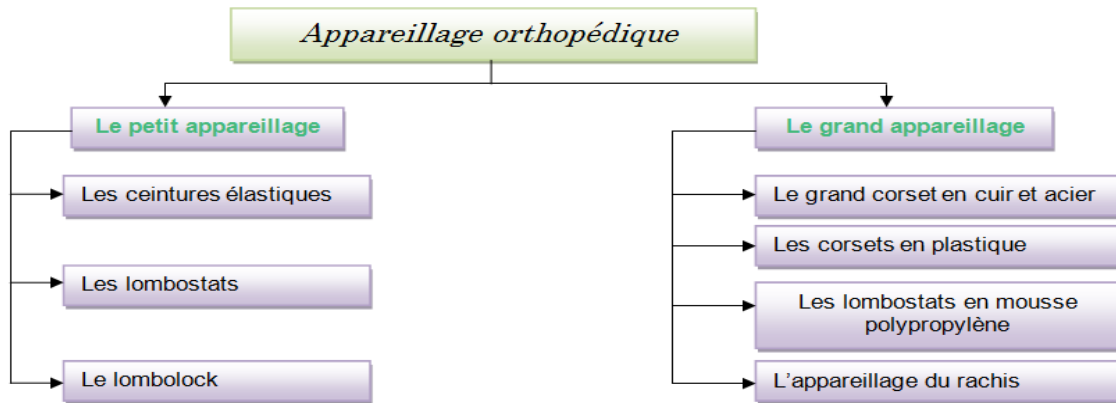 Appareillage orthopédique
Le petit appareillage
Les ceintures élastiques
Les lombostats
Le lombolock
Le grand appareillage
Le grand corset en cuir et acier
Les corsets en plastique
Les lombostats en mousse
polypropylène
L'appareillage du rachis